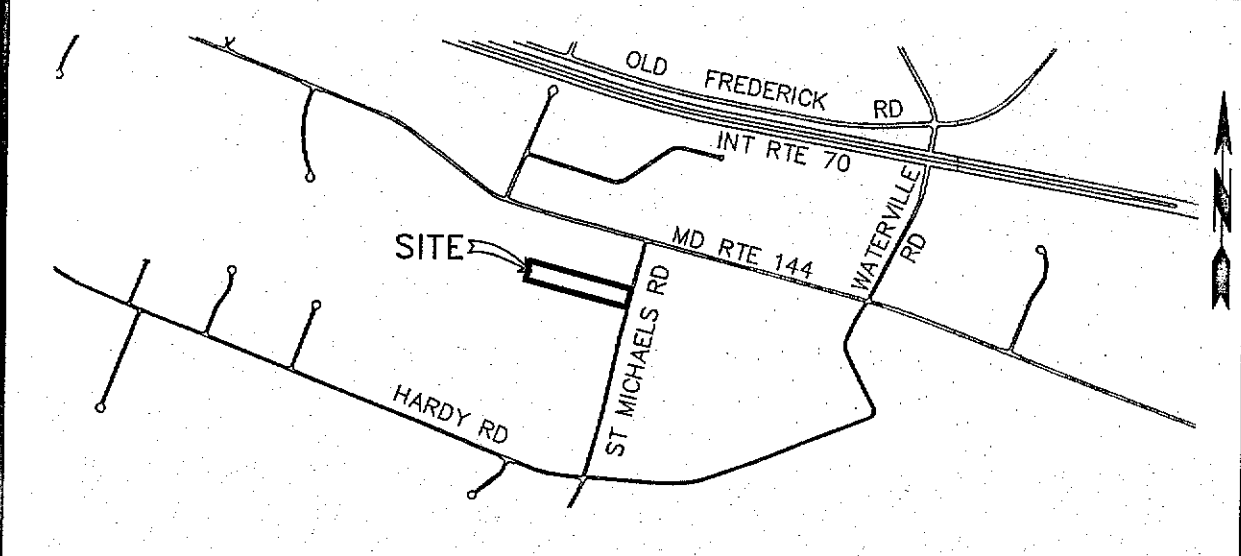 OLD FREDERICK RD
INT RTE 70
WATERVILLE
RD
SITE
MD RTE 144
ST MICHAELS RD
HARDY RD
N